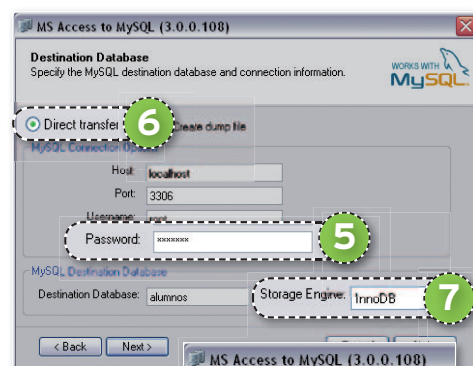 MS Access to MySQL (3.0.0.108)
Destination Database
Specify the MySQL destination database and connection information.
WORKS WITH
MySQL
Direct transfer
6
Create dump file
MySQL Connection
Host:
localhost
Port:
3306
Username:
Password:
*******
5
MySQL Destination Database
Destination Database:
alumnos
Storage Engine:
InnoDB
7
< Back
Next >
MS Access to MySQL (3.0.0.108)